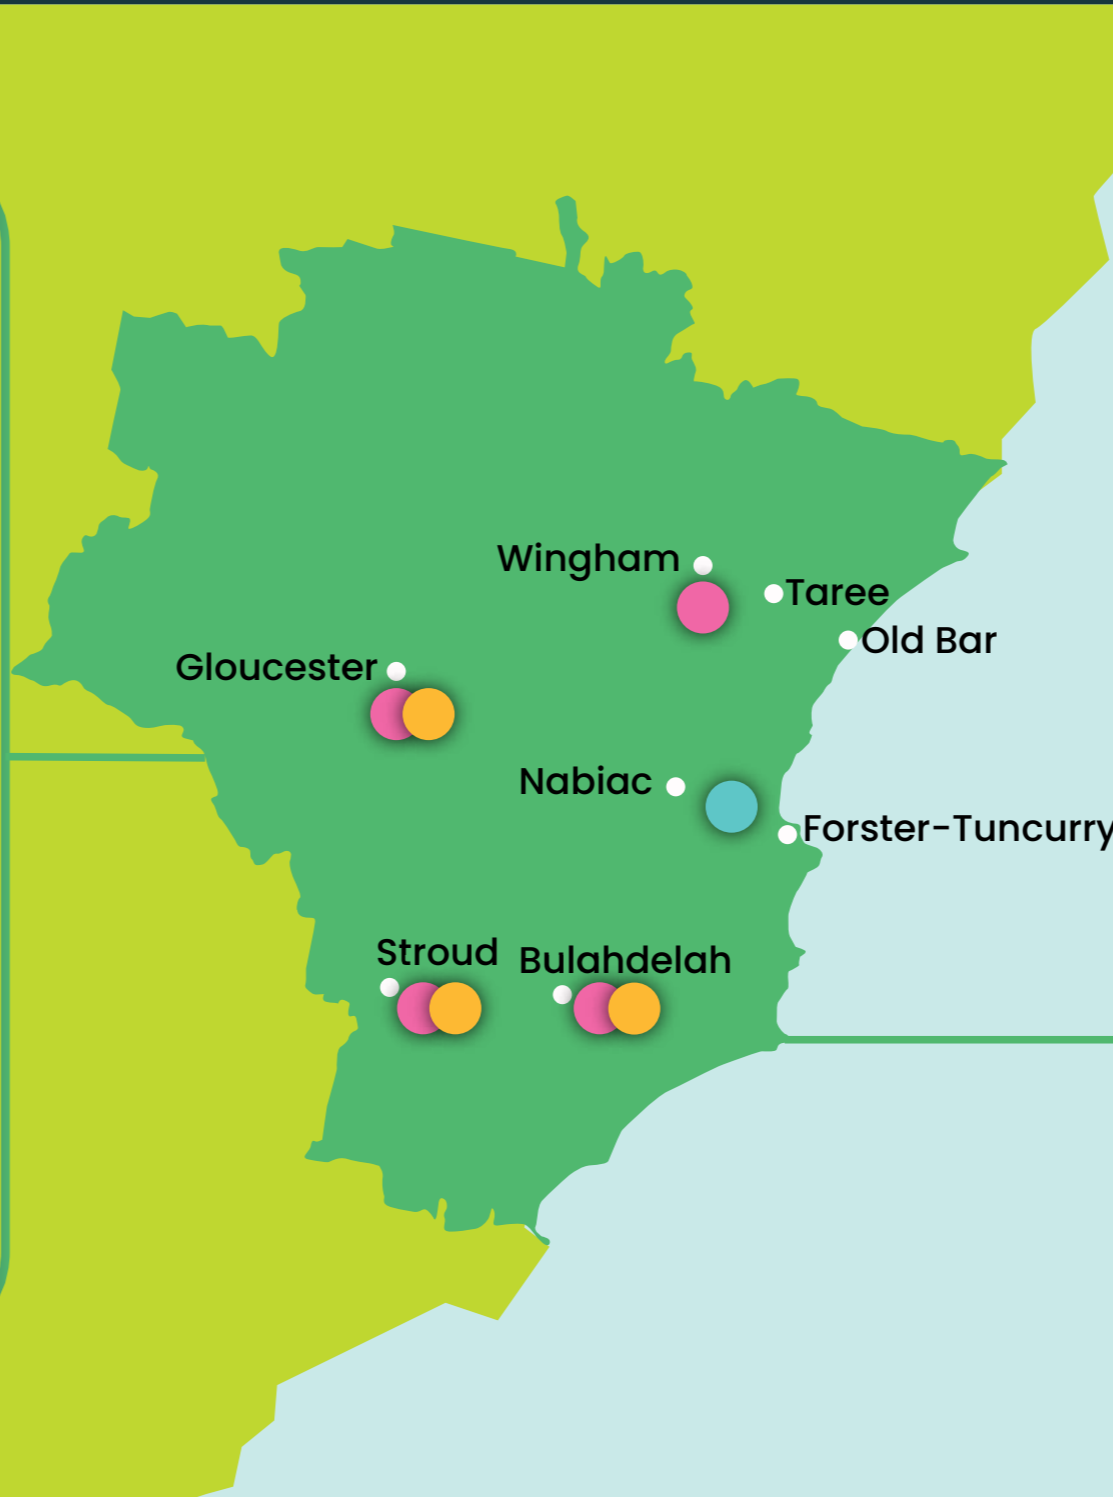 Wingham
Taree
Old Bar
Gloucester
Nabiac
Forster-Tuncurry
Stroud
Bulahdelah